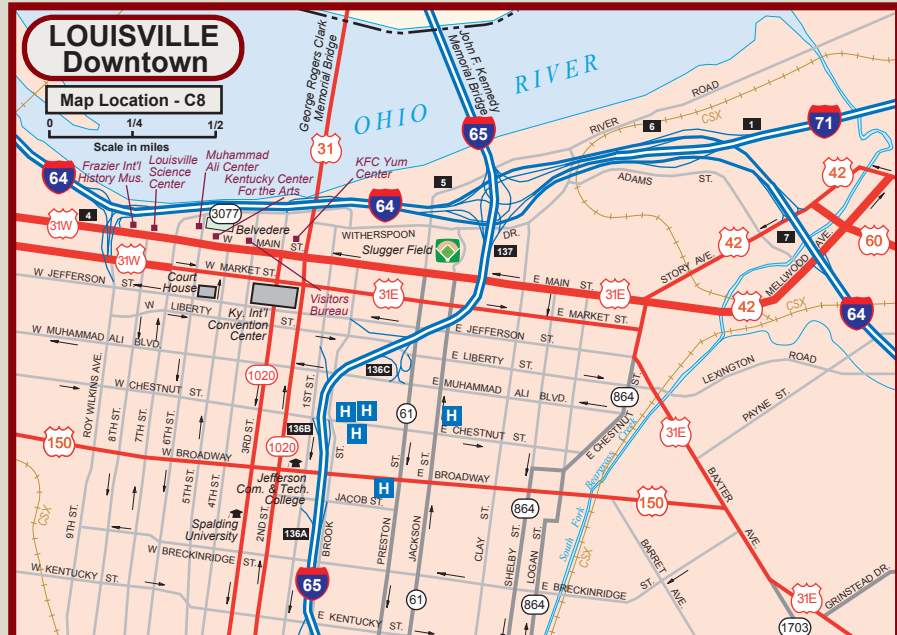 LOUISVILLE
Downtown
Map Location - C8
0 1/4 1/2
Scale in miles
George Rogers Clark
Memorial Bridge
John F. Kennedy
Memorial Bridge
OHIO RIVER
RIVER ROAD
CSX
31
65
6
1
71
64
Frazier Int'l
History Mus.
Louisville
Science
Center
Muhammad
Ali Center
Kentucky Center
For the Arts
KFC Yum
Center
5
ADAMS ST.
42
4
31W
3077
Belvedere
64
WITHERSPOON
DR.
Slugger Field
137
42
7
60
W MAIN ST.
31W
W MARKET ST.
STORY AVE.
MELLWOOD AVE.
W JEFFERSON
ST.
Court
House
31E
E MAIN ST.
31E
E MARKET ST.
42
CSX
64
W LIBERTY
ST.
Ky. Int'l
Convention
Center
Visitors
Bureau
W MUHAMMAD ALI BLVD.
E JEFFERSON ST.
E LIBERTY ST.
136C
1020
1ST ST.
E MUHAMMAD ALI BLVD.
LEXINGTON ROAD
ROY WILKINS AVE.
W CHESTNUT ST.
864
ST.
PAYNE ST.
8TH ST.
7TH ST.
6TH ST.
3RD ST.
H H
H
61
H
136B
E CHESTNUT ST.
E CHESTNUT
Beargrass Creek
31E
150
W BROADWAY
1020
ST.
ST.
ST.
E BROADWAY
BAXTER
AVE.
5TH ST.
4TH ST.
Jefferson
Com. & Tech.
College
H
JACOB ST.
150
864
CSX
9TH ST.
Spalding
University
2ND ST.
136A
BROOK
PRESTON
JACKSON
CLAY ST.
SHELBY ST.
LOGAN ST.
South Fork
CSX
BARRET
AVE.
W BRECKINRIDGE ST.
W KENTUCKY ST.
65
61
864
E BRECKINRIDGE
ST.
31E
GRINSTEAD DR.
E KENTUCKY ST.
1703